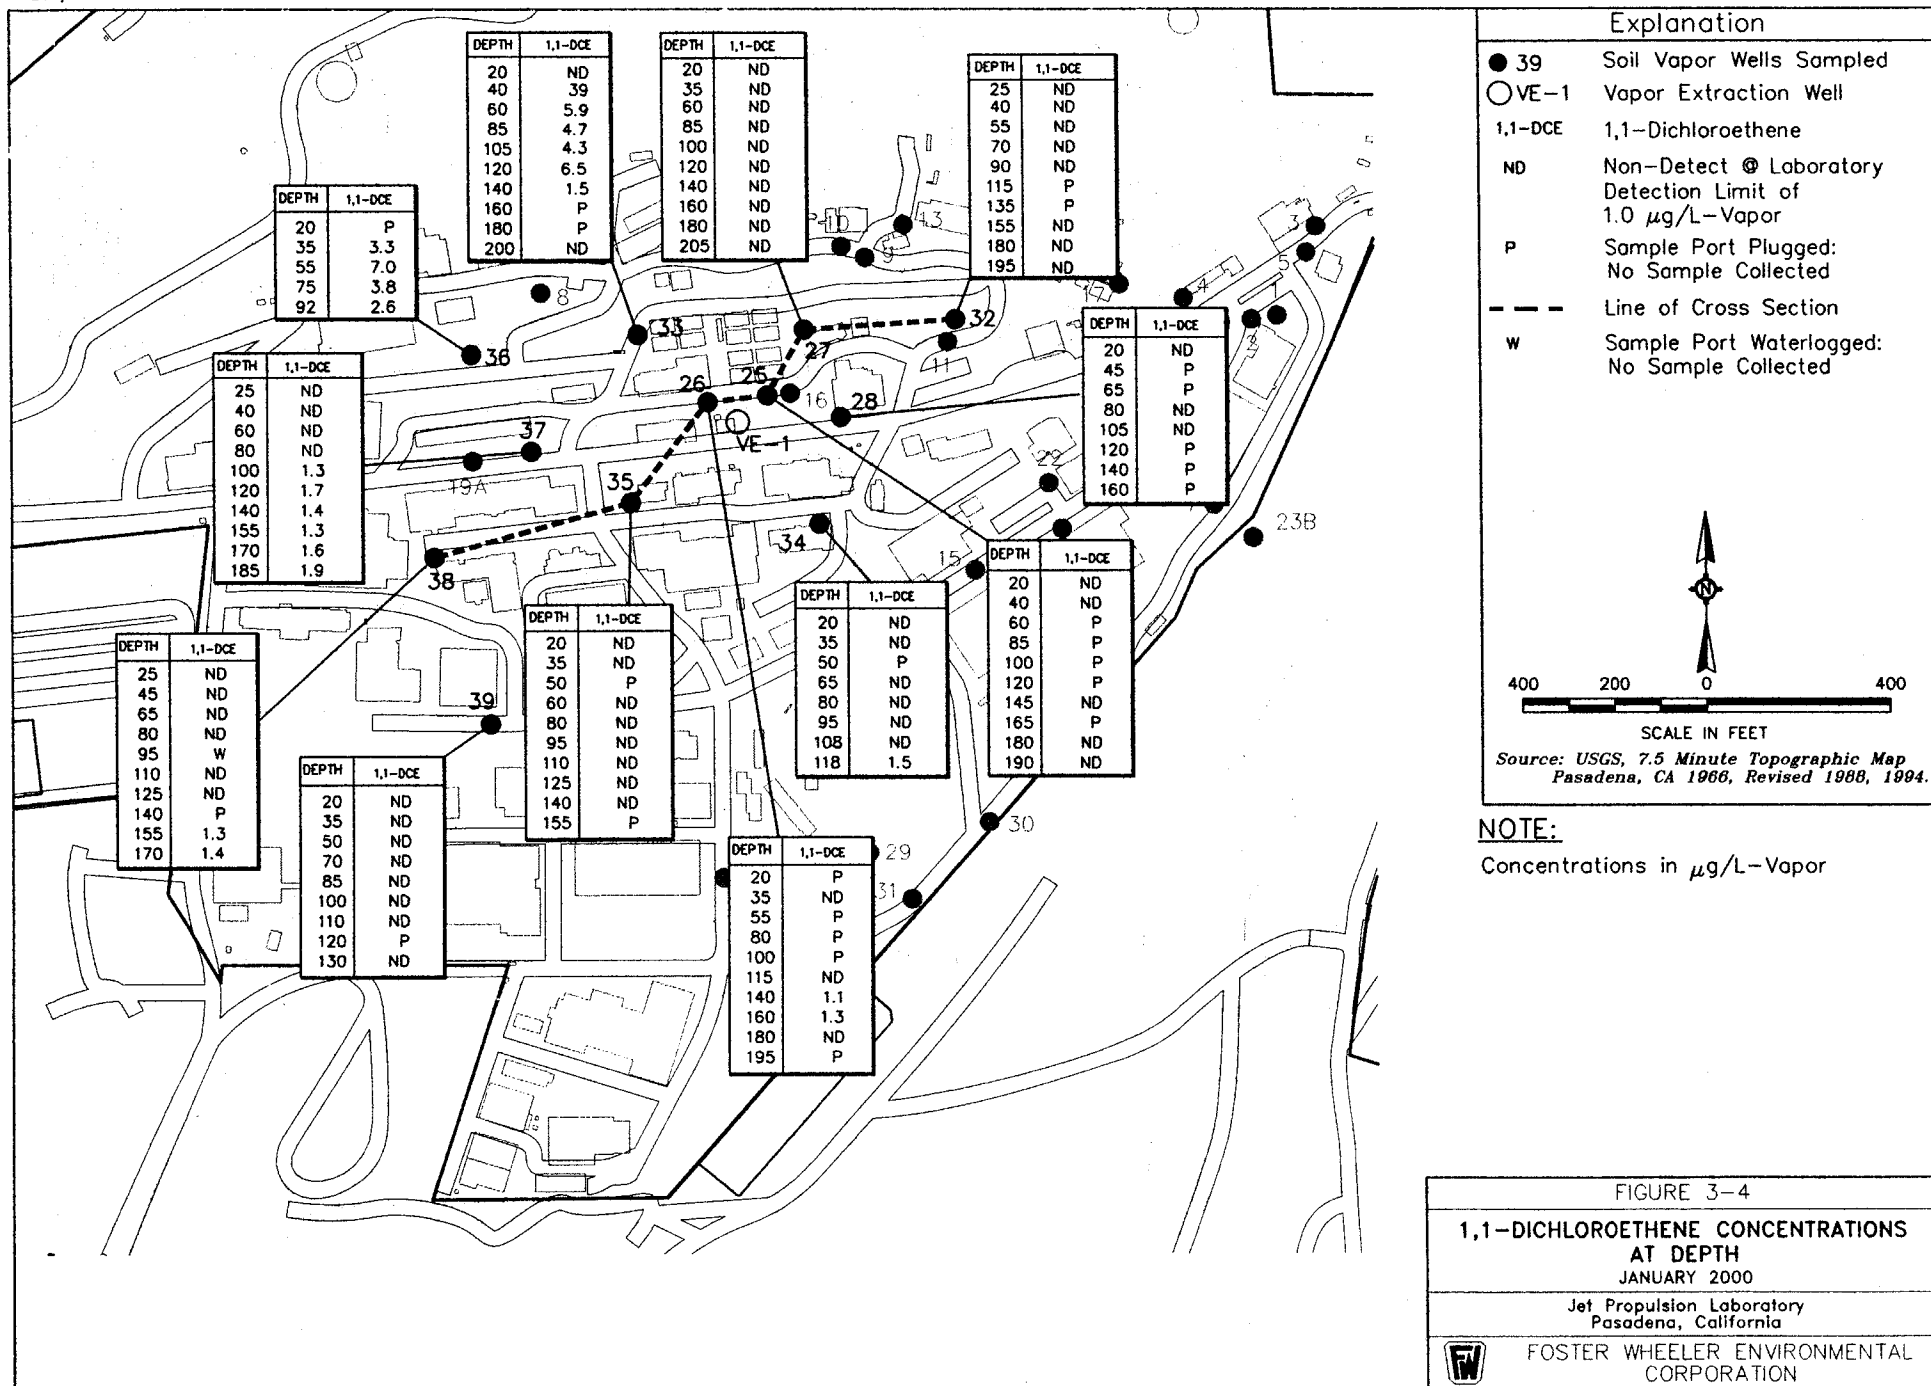 DEPTH 1,1-DCE
20 ND
40 39
60 5.9
85 4.7
105 4.3
120 6.5
140 1.5
160 P
180 P
200 ND
DEPTH 1,1-DCE
20 ND
35 ND
60 ND
85 ND
100 ND
120 ND
140 ND
160 ND
180 ND
205 ND
DEPTH 1,1-DCE
25 ND
40 ND
55 ND
70 ND
90 ND
115 P
135 P
155 ND
180 ND
195 ND
DEPTH 1,1-DCE
20 P
35 3.3
55 7.0
75 3.8
92 2.6
DEPTH 1,1-DCE
20 ND
45 P
65 P
80 ND
105 ND
120 P
140 P
160 P
DEPTH 1,1-DCE
25 ND
40 ND
60 ND
80 ND
100 1.3
120 1.7
140 1.4
155 1.3
170 1.6
185 1.9
DEPTH 1,1-DCE
20 ND
40 ND
60 P
85 P
100 P
120 P
145 ND
165 P
180 ND
190 ND
DEPTH 1,1-DCE
20 ND
35 ND
50 P
65 ND
80 ND
95 ND
108 ND
118 1.5
DEPTH 1,1-DCE
20 ND
35 ND
50 P
60 ND
80 ND
95 ND
110 ND
125 ND
140 ND
155 P
DEPTH 1,1-DCE
25 ND
45 ND
65 ND
80 ND
95 W
110 ND
125 ND
140 P
155 1.3
170 1.4
DEPTH 1,1-DCE
20 ND
35 ND
50 ND
70 ND
85 ND
100 ND
110 ND
120 P
130 ND
DEPTH 1,1-DCE
20 P
35 ND
55 P
80 P
100 P
115 ND
140 1.1
160 1.3
180 ND
195 P
10
13
9
3
5
17
4
1
2
8
33
27
32
36
11
26
25
16
28
VE-1
37
19A
35
22
34
23B
15
38
39
30
29
31
Explanation
39 Soil Vapor Wells Sampled
VE-1 Vapor Extraction Well
1,1-DCE 1,1-Dichloroethene
ND Non-Detect @ Laboratory
Detection Limit of
1.0 µg/L-Vapor
P Sample Port Plugged:
No Sample Collected
Line of Cross Section
W Sample Port Waterlogged:
No Sample Collected
N
400 200 0 400
SCALE IN FEET
Source: USGS, 7.5 Minute Topographic Map
Pasadena, CA 1966, Revised 1988, 1994.
NOTE:
Concentrations in µg/L-Vapor
FIGURE 3-4
1,1-DICHLOROETHENE CONCENTRATIONS
AT DEPTH
JANUARY 2000
Jet Propulsion Laboratory
Pasadena, California
FW FOSTER WHEELER ENVIRONMENTAL
CORPORATION